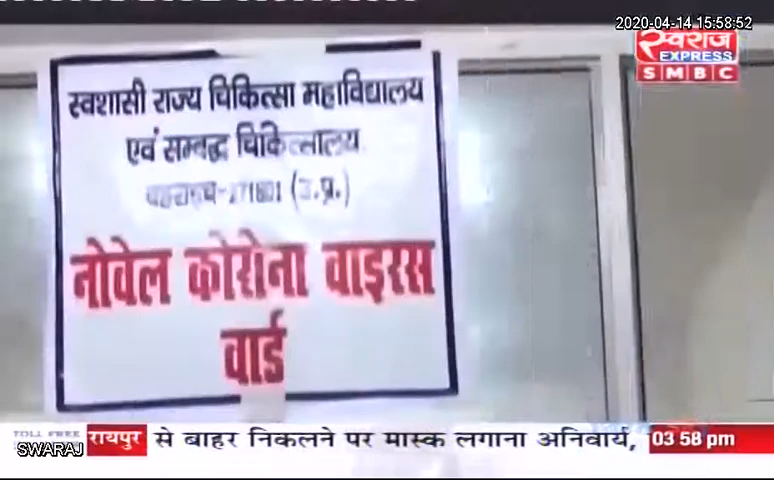 2020-04-14 15:58:52
स्वराज
EXPRESS
SMBC
स्वशासी राज्य चिकित्सा महाविद्यालय
एवं सम्बद्ध चिकित्सालय
271801 (उ.प्र.)
नोवेल कोरोना वाइरस
वार्ड
TOLL FREE
रायपुर से बाहर निकलने पर मास्क लगाना अनिवार्य, 03 58 pm
SWARAJ